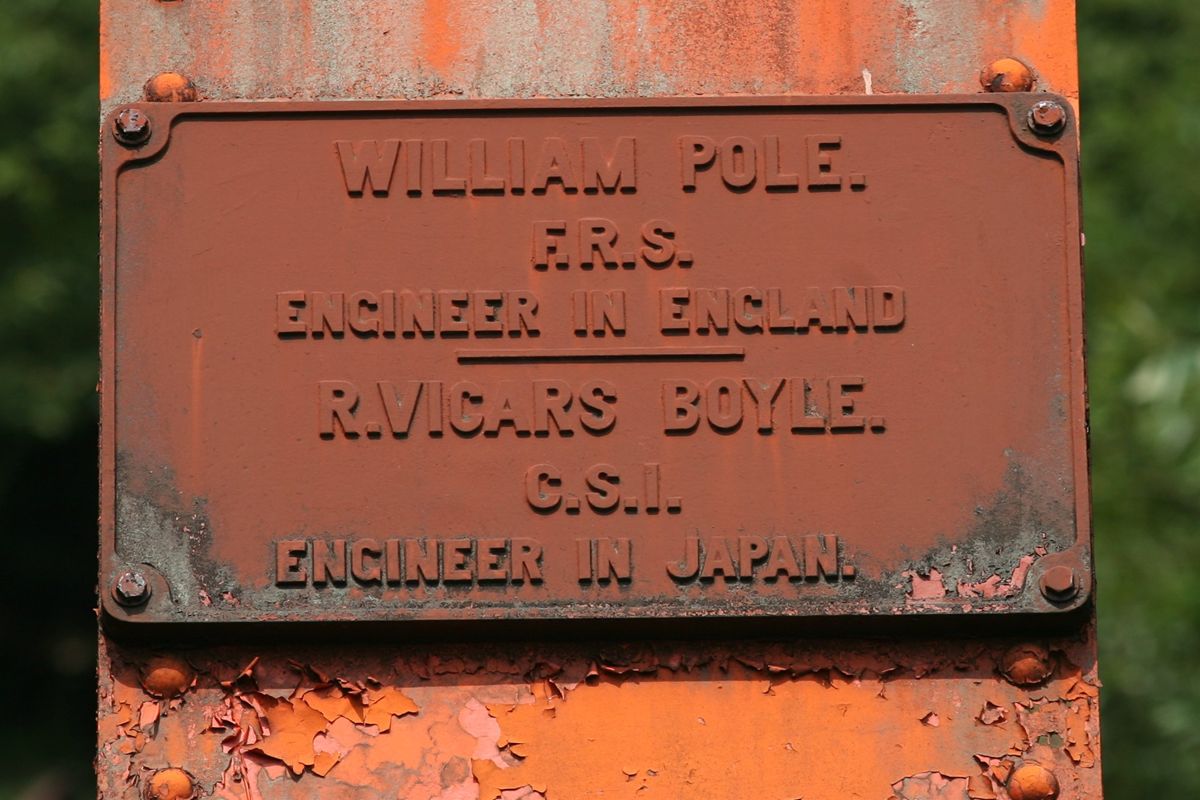 WILLIAM POLE.
F.R.S.
ENGINEER IN ENGLAND
R.VICARS BOYLE.
C.S.I.
ENGINEER IN JAPAN.